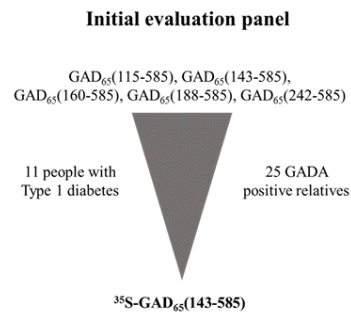 Initial evaluation panel
GAD₆₅(115-585), GAD₆₅(143-585),
GAD₆₅(160-585), GAD₆₅(188-585), GAD₆₅(242-585)
11 people with
Type 1 diabetes
25 GADA
positive relatives
³⁵S-GAD₆₅(143-585)